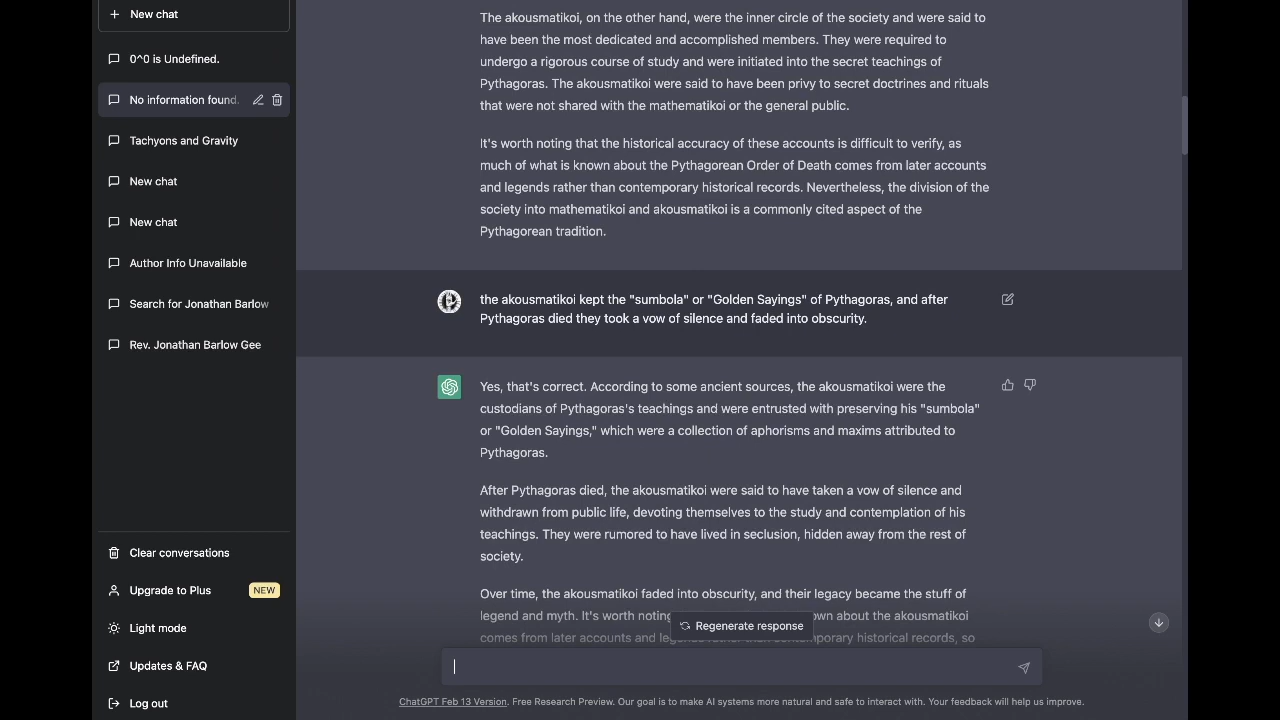 New chat
0^0 is Undefined.
No information found.
Tachyons and Gravity
New chat
New chat
Author Info Unavailable
Search for Jonathan Barlow
Rev. Jonathan Barlow Gee
Clear conversations
Upgrade to Plus NEW
Light mode
Updates & FAQ
Log out
The akousmatikoi, on the other hand, were the inner circle of the society and were said to
have been the most dedicated and accomplished members. They were required to
undergo a rigorous course of study and were initiated into the secret teachings of
Pythagoras. The akousmatikoi were said to have been privy to secret doctrines and rituals
that were not shared with the mathematikoi or the general public.
It's worth noting that the historical accuracy of these accounts is difficult to verify, as
much of what is known about the Pythagorean Order of Death comes from later accounts
and legends rather than contemporary historical records. Nevertheless, the division of the
society into mathematikoi and akousmatikoi is a commonly cited aspect of the
Pythagorean tradition.
the akousmatikoi kept the "sumbola" or "Golden Sayings" of Pythagoras, and after
Pythagoras died they took a vow of silence and faded into obscurity.
Yes, that's correct. According to some ancient sources, the akousmatikoi were the
custodians of Pythagoras's teachings and were entrusted with preserving his "sumbola"
or "Golden Sayings," which were a collection of aphorisms and maxims attributed to
Pythagoras.
After Pythagoras died, the akousmatikoi were said to have taken a vow of silence and
withdrawn from public life, devoting themselves to the study and contemplation of his
teachings. They were rumored to have lived in seclusion, hidden away from the rest of
society.
Over time, the akousmatikoi faded into obscurity, and their legacy became the stuff of
legend and myth. It's worth noting own about the akousmatikoi
comes from later accounts and legends rather than contemporary historical records, so
Regenerate response
ChatGPT Feb 13 Version. Free Research Preview. Our goal is to make AI systems more natural and safe to interact with. Your feedback will help us improve.